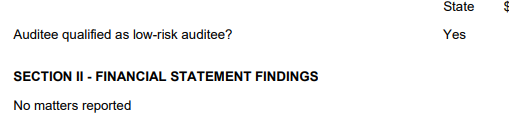 State $
Auditee qualified as low-risk auditee? Yes
SECTION II - FINANCIAL STATEMENT FINDINGS
No matters reported